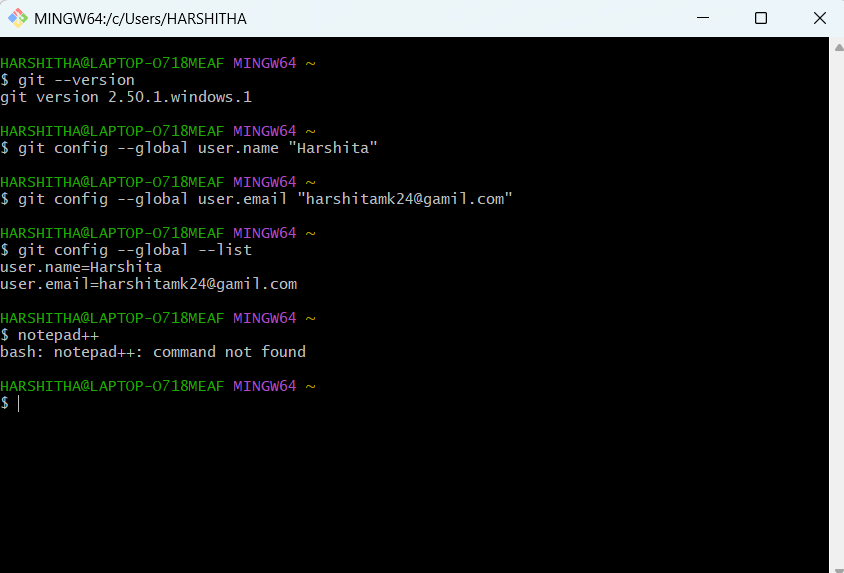 MINGW64:/c/Users/HARSHITHA
HARSHITHA@LAPTOP-O718MEAF MINGW64 ~
$ git --version
git version 2.50.1.windows.1
HARSHITHA@LAPTOP-O718MEAF MINGW64 ~
$ git config --global user.name "Harshita"
HARSHITHA@LAPTOP-O718MEAF MINGW64 ~
$ git config --global user.email "harshitamk24@gamil.com"
HARSHITHA@LAPTOP-O718MEAF MINGW64 ~
$ git config --global --list
user.name=Harshita
user.email=harshitamk24@gamil.com
HARSHITHA@LAPTOP-O718MEAF MINGW64 ~
$ notepad++
bash: notepad++: command not found
HARSHITHA@LAPTOP-O718MEAF MINGW64 ~
$